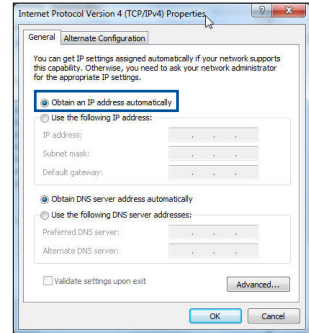 Internet Protocol Version 4 (TCP/IPv4) Properties
General
Alternate Configuration
You can get IP settings assigned automatically if your network supports
this capability. Otherwise, you need to ask your network administrator
for the appropriate IP settings.
Obtain an IP address automatically
Use the following IP address:
IP address:
Subnet mask:
Default gateway:
Obtain DNS server address automatically
Use the following DNS server addresses:
Preferred DNS server:
Alternate DNS server:
Validate settings upon exit
Advanced...
OK
Cancel